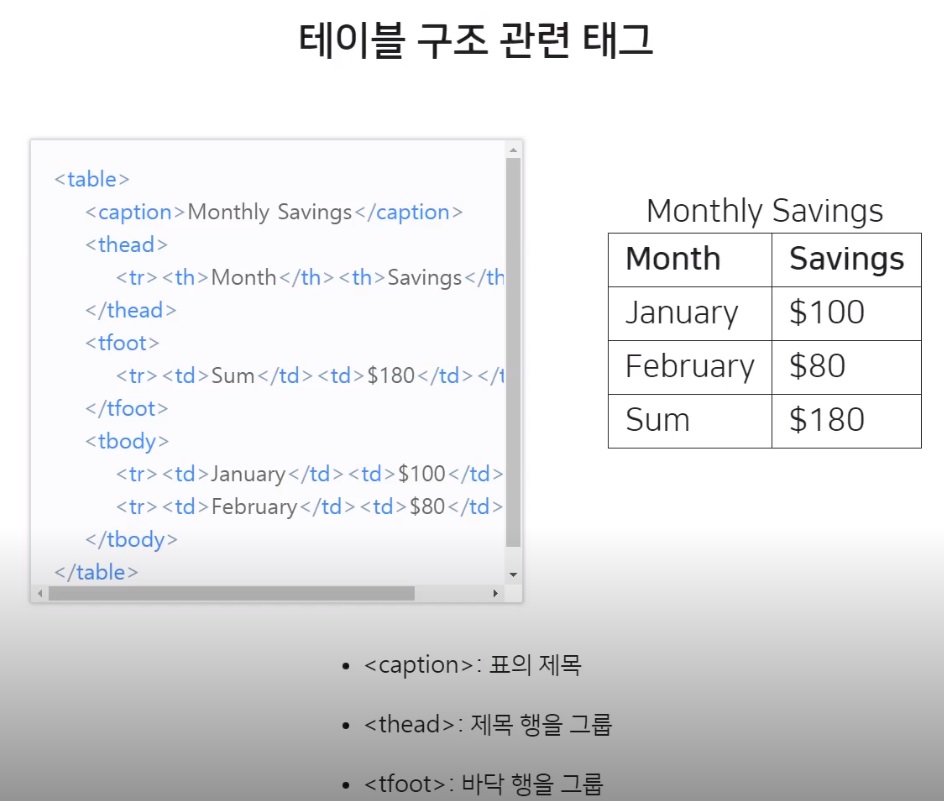 테이블 구조 관련 태그
<table>
<caption>Monthly Savings</caption>
<thead>
<tr><th>Month</th><th>Savings</th
</thead>
<tfoot>
<tr><td>Sum</td><td>$180</td></t
</tfoot>
<tbody>
<tr><td>January</td><td>$100</td>
<tr><td>February</td><td>$80</td>
</tbody>
</table>
Monthly Savings
Month Savings
January $100
February $80
Sum $180
• <caption>: 표의 제목
• <thead>: 제목 행을 그룹
• <tfoot>: 바닥 행을 그룹